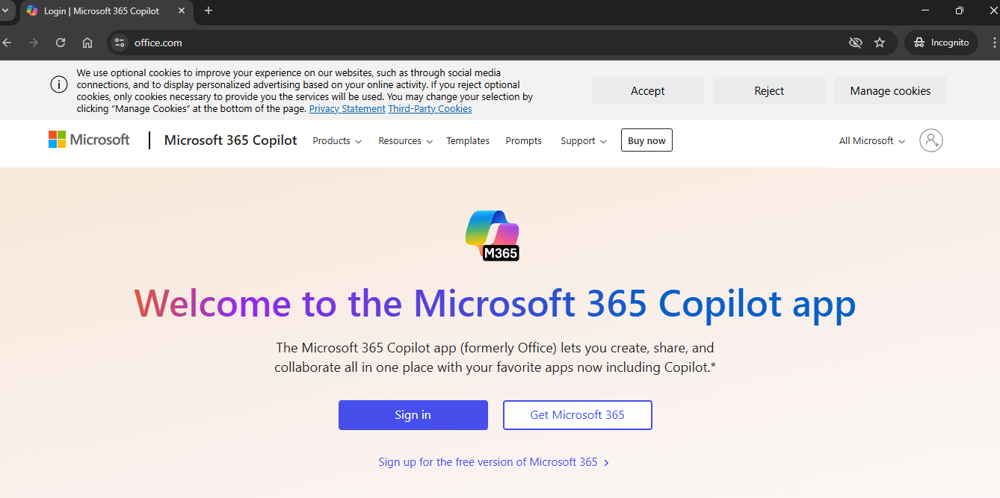 Login | Microsoft 365 Copilot
office.com
Incognito
We use optional cookies to improve your experience on our websites, such as through social media
connections, and to display personalized advertising based on your online activity. If you reject optional
cookies, only cookies necessary to provide you the services will be used. You may change your selection by
clicking “Manage Cookies” at the bottom of the page. Privacy Statement Third-Party Cookies
Accept
Reject
Manage cookies
Microsoft
Microsoft 365 Copilot
Products
Resources
Templates
Prompts
Support
Buy now
All Microsoft
M365
Welcome to the Microsoft 365 Copilot app
The Microsoft 365 Copilot app (formerly Office) lets you create, share, and
collaborate all in one place with your favorite apps now including Copilot.*
Sign in
Get Microsoft 365
Sign up for the free version of Microsoft 365